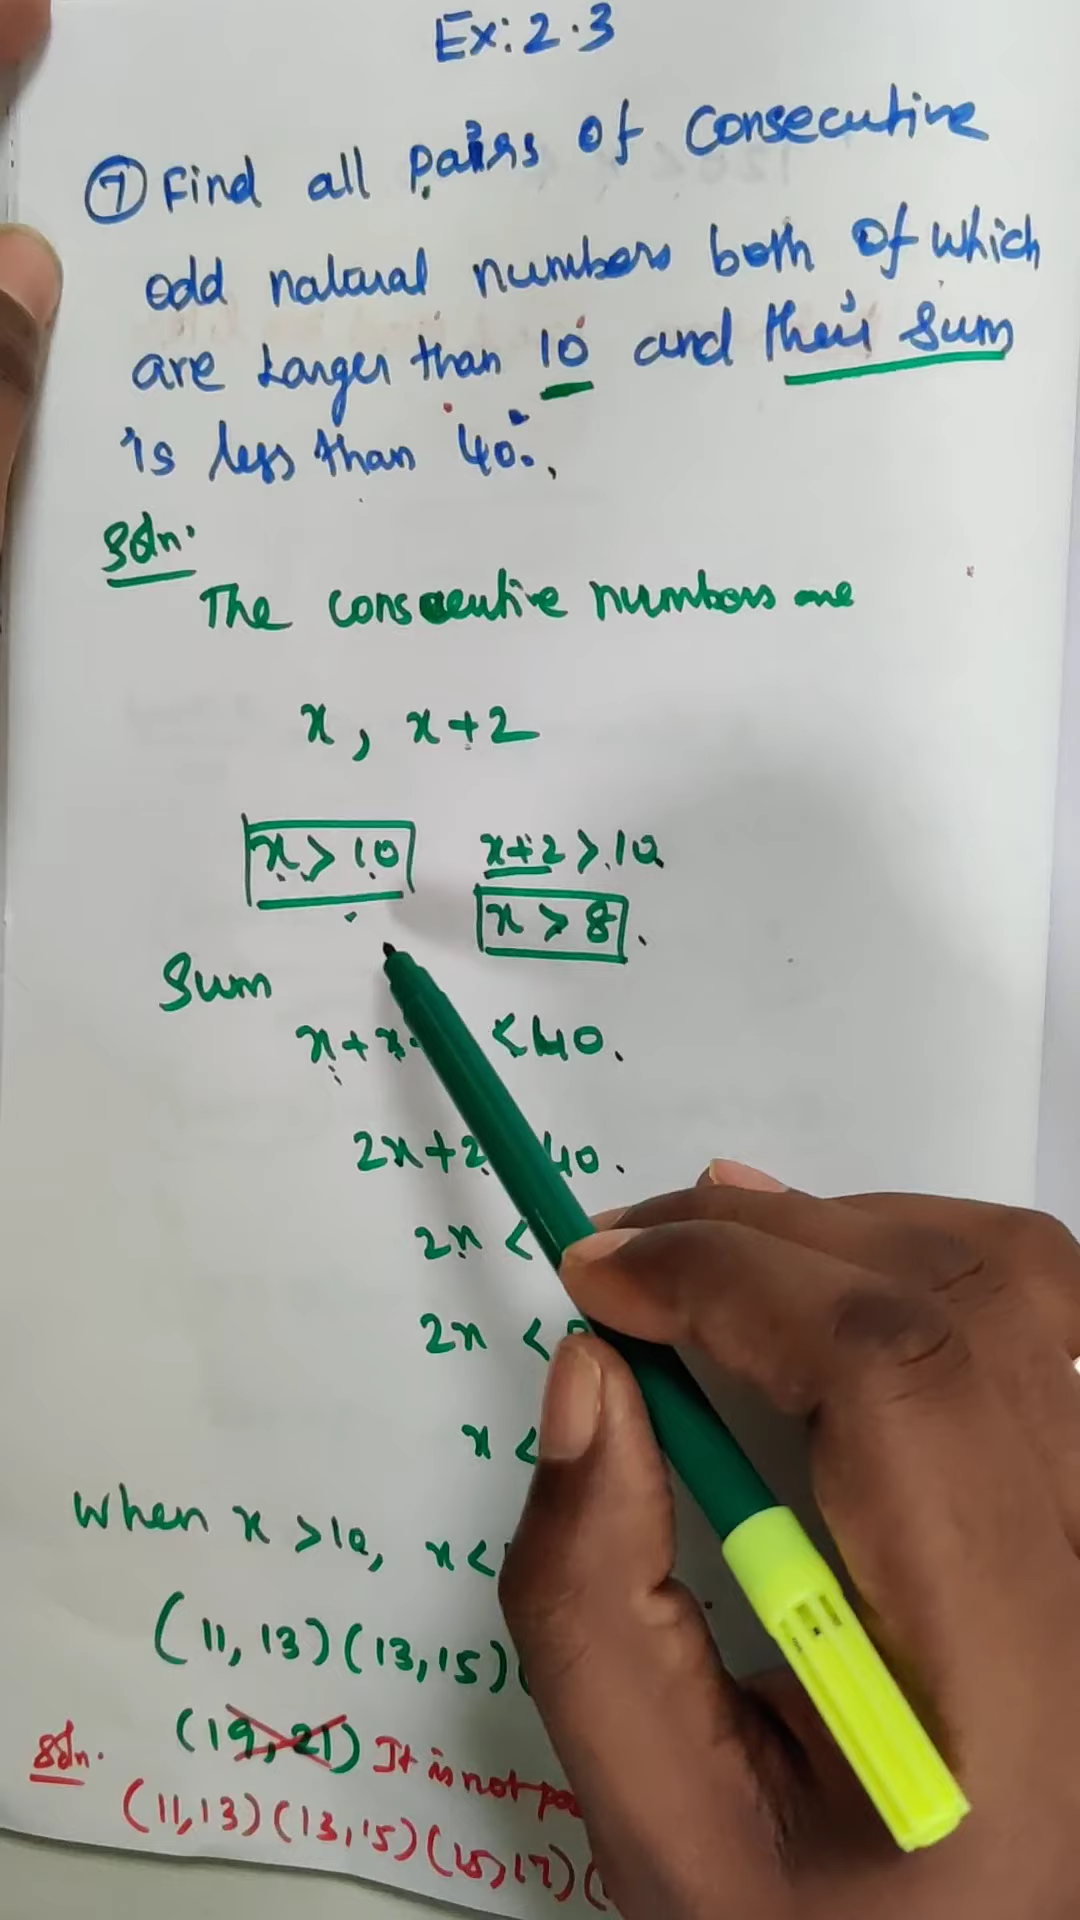 Ex: 2.3
⑦ Find all pairs of Consecutive
odd natural numbers both of which
are Larger than 10 and their Sum
is less than 40.
Soln.
The consecutive numbers are
x, x+2
x > 10 x+2 > 10
x > 8.
Sum
x + x < 40.
2x + 2 40.
2x <
2x <
x <
When x > 10, x <
(11, 13) (13, 15) (
(19, 21) It is not
Soln.
(11, 13) (13, 15) (15, 17) (